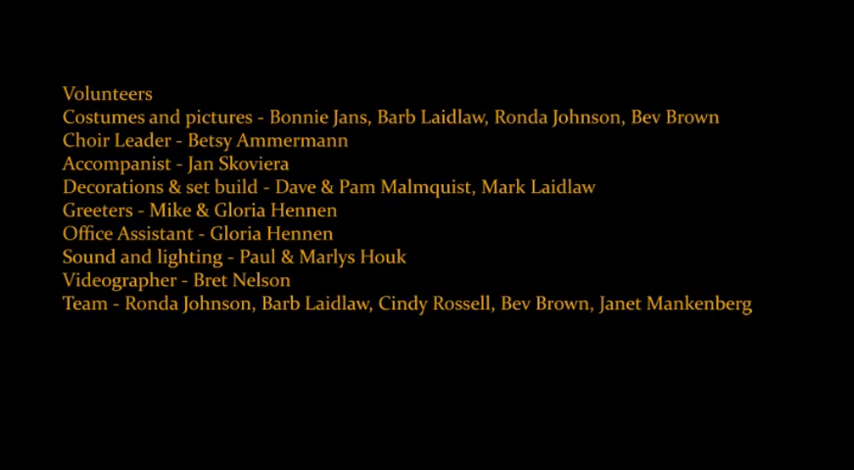 Volunteers
Costumes and pictures - Bonnie Jans, Barb Laidlaw, Ronda Johnson, Bev Brown
Choir Leader - Betsy Ammermann
Accompanist - Jan Skoviera
Decorations & set build - Dave & Pam Malmquist, Mark Laidlaw
Greeters - Mike & Gloria Hennen
Office Assistant - Gloria Hennen
Sound and lighting - Paul & Marlys Houk
Videographer - Bret Nelson
Team - Ronda Johnson, Barb Laidlaw, Cindy Rossell, Bev Brown, Janet Mankenberg